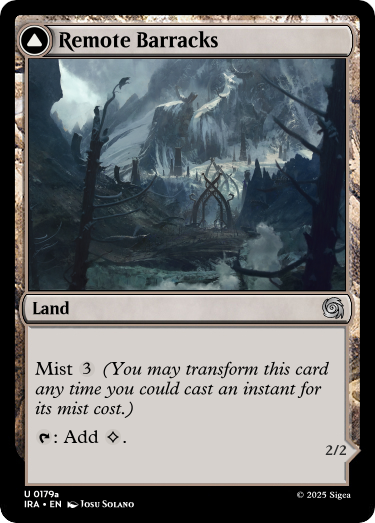 Remote Barracks
Land
Mist 3 (You may transform this card
any time you could cast an instant for
its mist cost.)
: Add .
2/2
U 0179a
IRA • EN Josu Solano
© 2025 Sigea